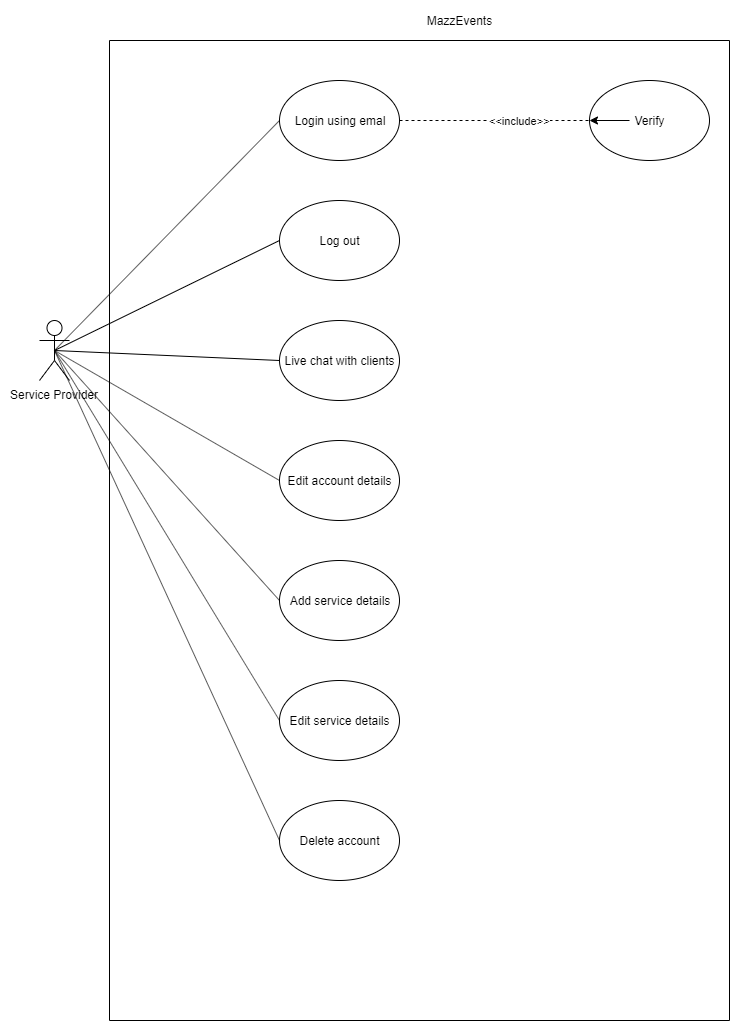 MazzEvents
Login using emal
<<include>>
Verify
Log out
Live chat with clients
Service Provider
Edit account details
Add service details
Edit service details
Delete account